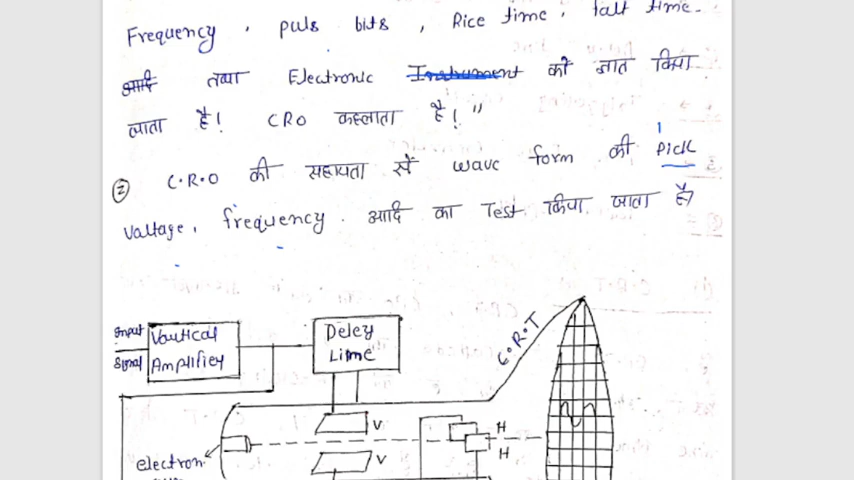 Frequency, puls bits, Rice time, fall time.
आदि तथा Electronic Instrument को ज्ञात किया
जाता है! CRO कहलाता है!"
② C.R.O की सहायता सें wave form की Pick
Valtage, frequency. आदि का Test किया जाता है।
Input
Signal
Vautical
Amplifiey
Deley
Lime
C.R.T
V
V
H
H
electron